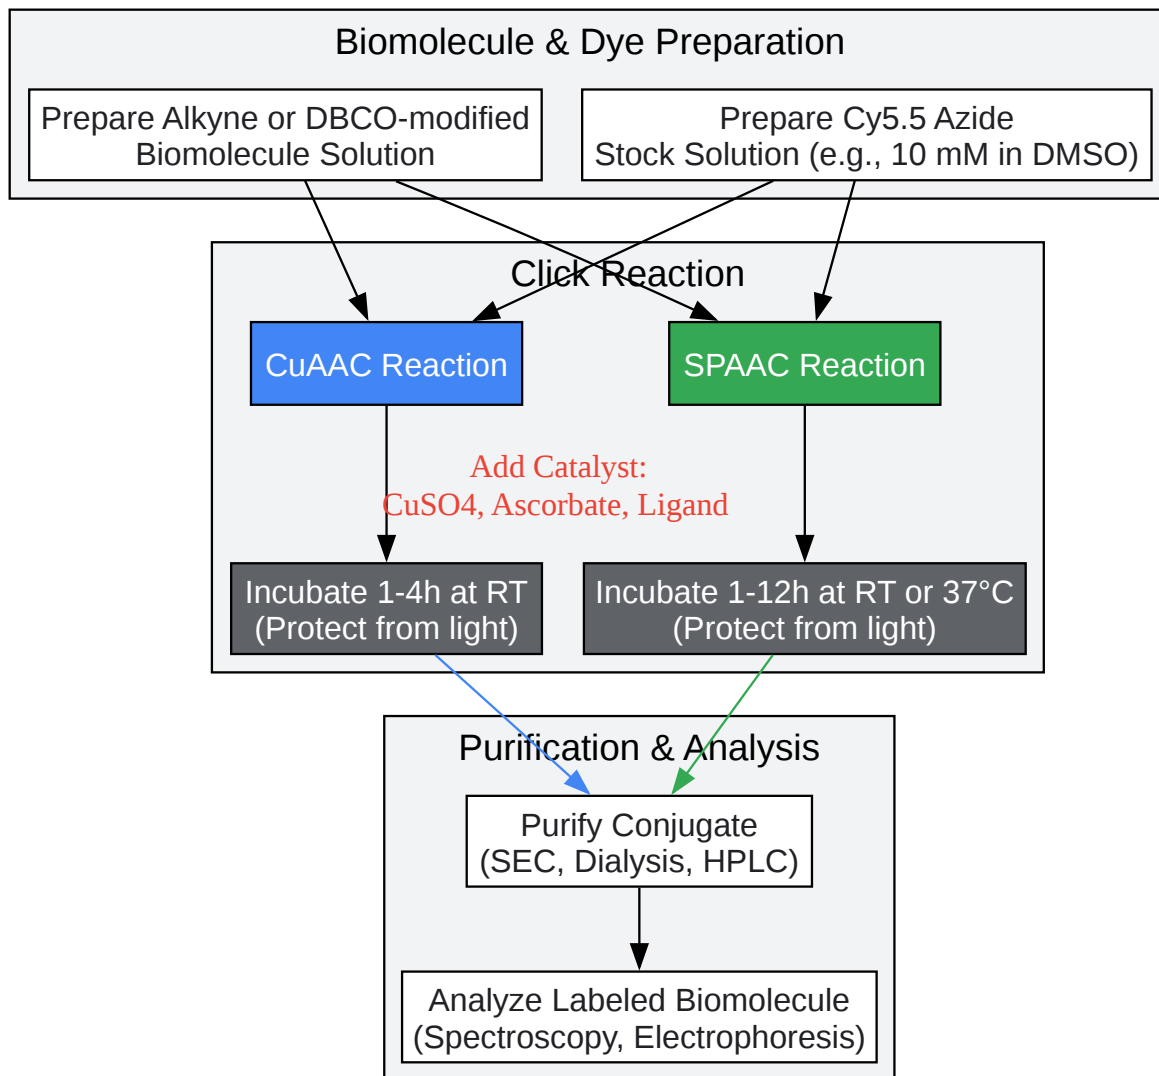 Biomolecule & Dye Preparation
Prepare Alkyne or DBCO-modified
Biomolecule Solution
Prepare Cy5.5 Azide
Stock Solution (e.g., 10 mM in DMSO)
Click Reaction
CuAAC Reaction
SPAAC Reaction
Add Catalyst:
CuSO4, Ascorbate, Ligand
Incubate 1-4h at RT
(Protect from light)
Incubate 1-12h at RT or 37°C
(Protect from light)
Purification & Analysis
Purify Conjugate
(SEC, Dialysis, HPLC)
Analyze Labeled Biomolecule
(Spectroscopy, Electrophoresis)